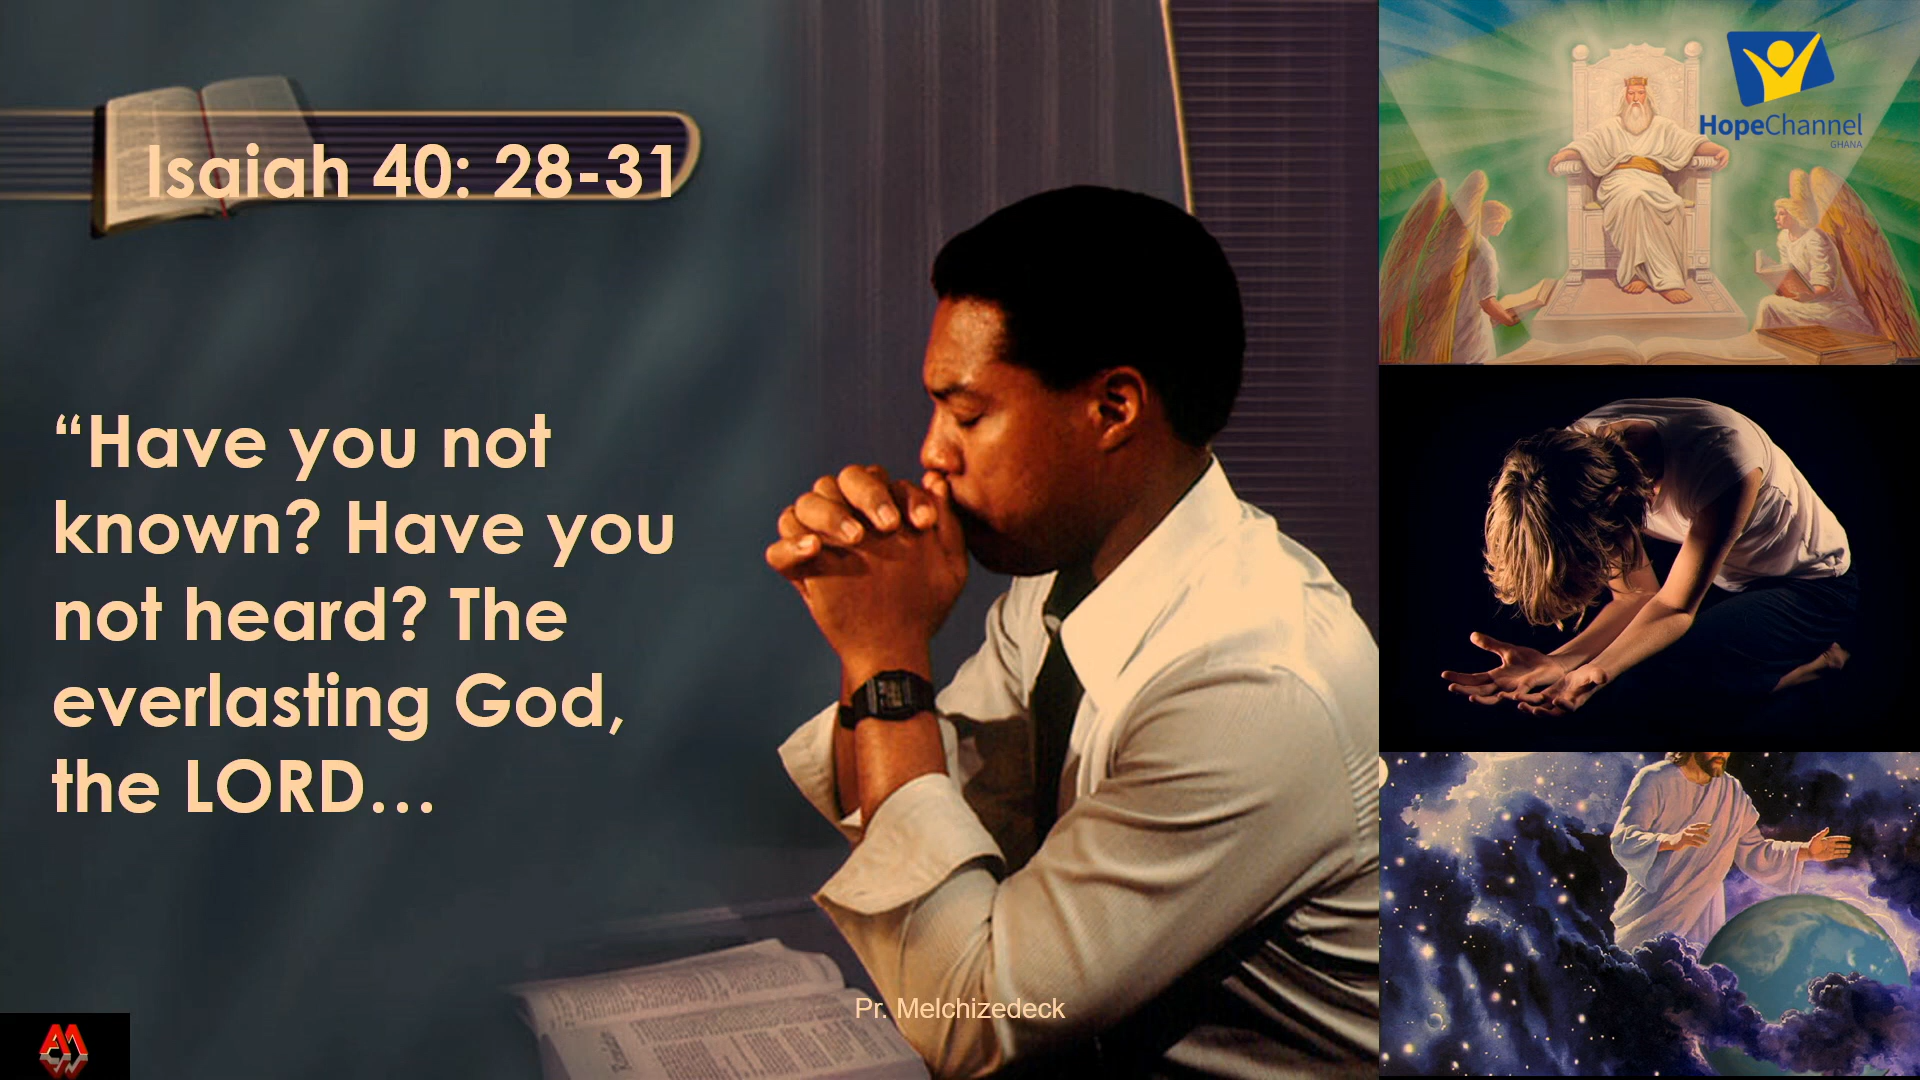 Isaiah 40: 28-31
“Have you not
known? Have you
not heard? The
everlasting God,
the LORD…
Pr. Melchizedeck
HopeChannel
GHANA